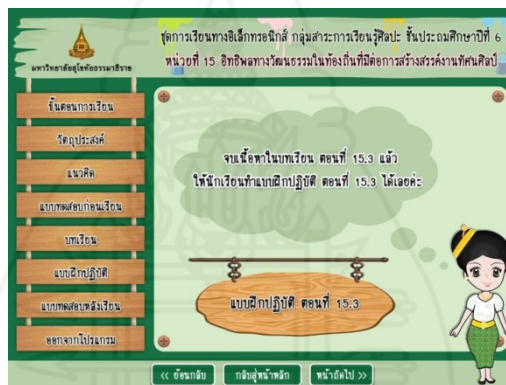 ชุดการเรียนทางอิเล็กทรอนิกส์ กลุ่มสาระการเรียนรู้ศิลปะ ชั้นประถมศึกษาปีที่ 6
หน่วยที่ 15 อิทธิพลทางวัฒนธรรมในท้องถิ่นที่มีต่อการสร้างสรรค์งานทัศนศิลป์
มหาวิทยาลัยสุโขทัยธรรมาธิราช
ขั้นตอนการเรียน
วัตถุประสงค์
แนวคิด
แบบทดสอบก่อนเรียน
บทเรียน
แบบฝึกปฏิบัติ
แบบทดสอบหลังเรียน
ออกจากโปรแกรม
จบเนื้อหาในบทเรียน ตอนที่ 15.3 แล้ว
ให้นักเรียนทำแบบฝึกปฏิบัติ ตอนที่ 15.3 ได้เลยค่ะ
แบบฝึกปฏิบัติ ตอนที่ 15.3
<< ย้อนกลับ กลับสู่หน้าหลัก หน้าถัดไป >>